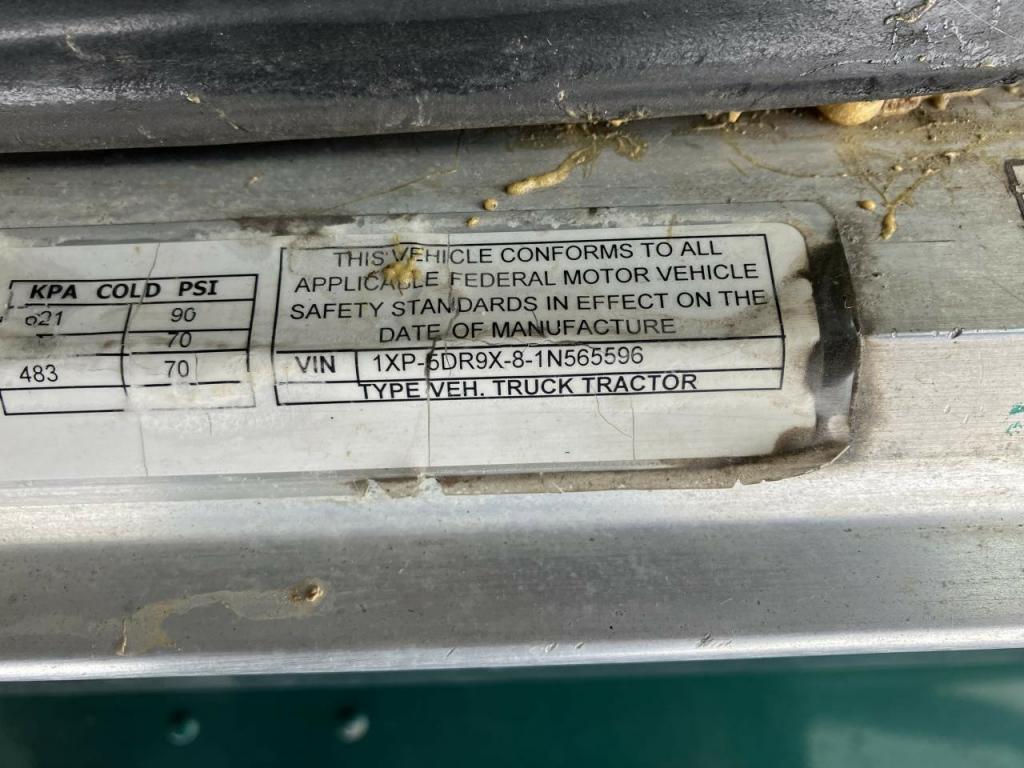 KPA COLD PSI
621 90
70
483 70
THIS VEHICLE CONFORMS TO ALL
APPLICABLE FEDERAL MOTOR VEHICLE
SAFETY STANDARDS IN EFFECT ON THE
DATE OF MANUFACTURE
VIN 1XP-5DR9X-8-1N565596
TYPE VEH. TRUCK TRACTOR